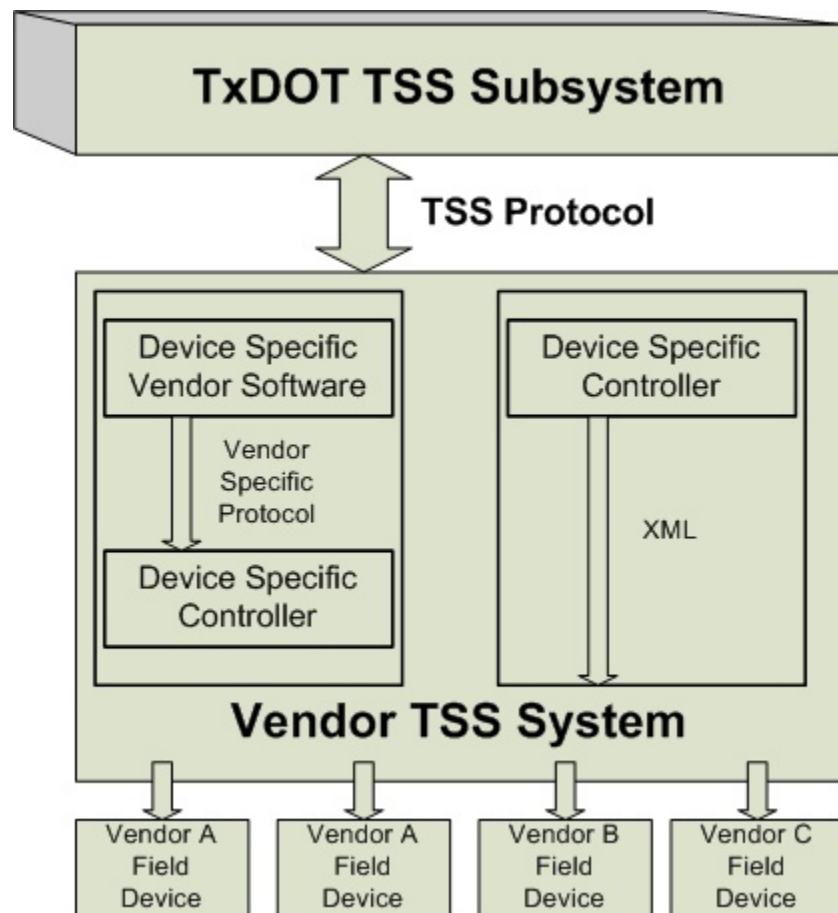 TxDOT TSS Subsystem
TSS Protocol
Device Specific
Vendor Software
Vendor
Specific
Protocol
Device Specific
Controller
Device Specific
Controller
XML
Vendor TSS System
Vendor A
Field
Device
Vendor A
Field
Device
Vendor B
Field
Device
Vendor C
Field
Device